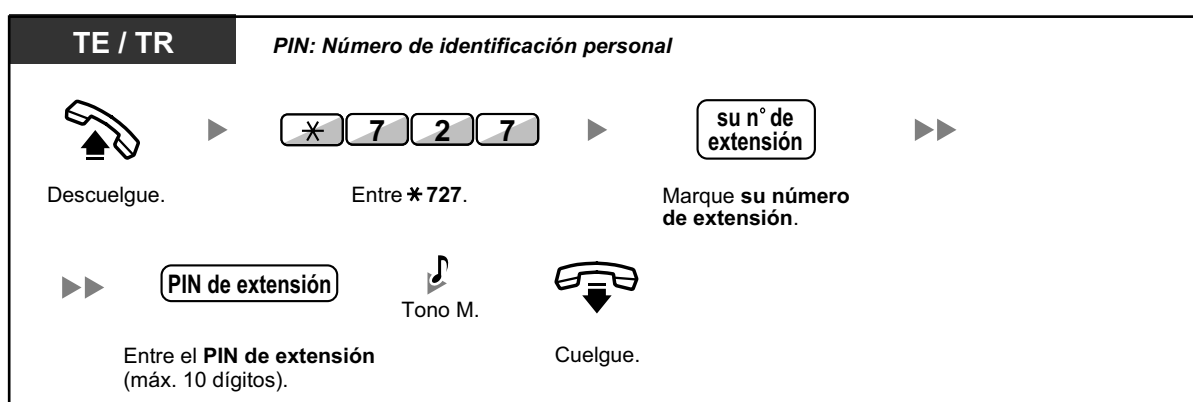 TE / TR
PIN: Número de identificación personal
* 7 2 7
su n° de
extensión
Descuelgue.
Entre * 727.
Marque su número
de extensión.
PIN de extensión
Tono M.
Entre el PIN de extensión
(máx. 10 dígitos).
Cuelgue.